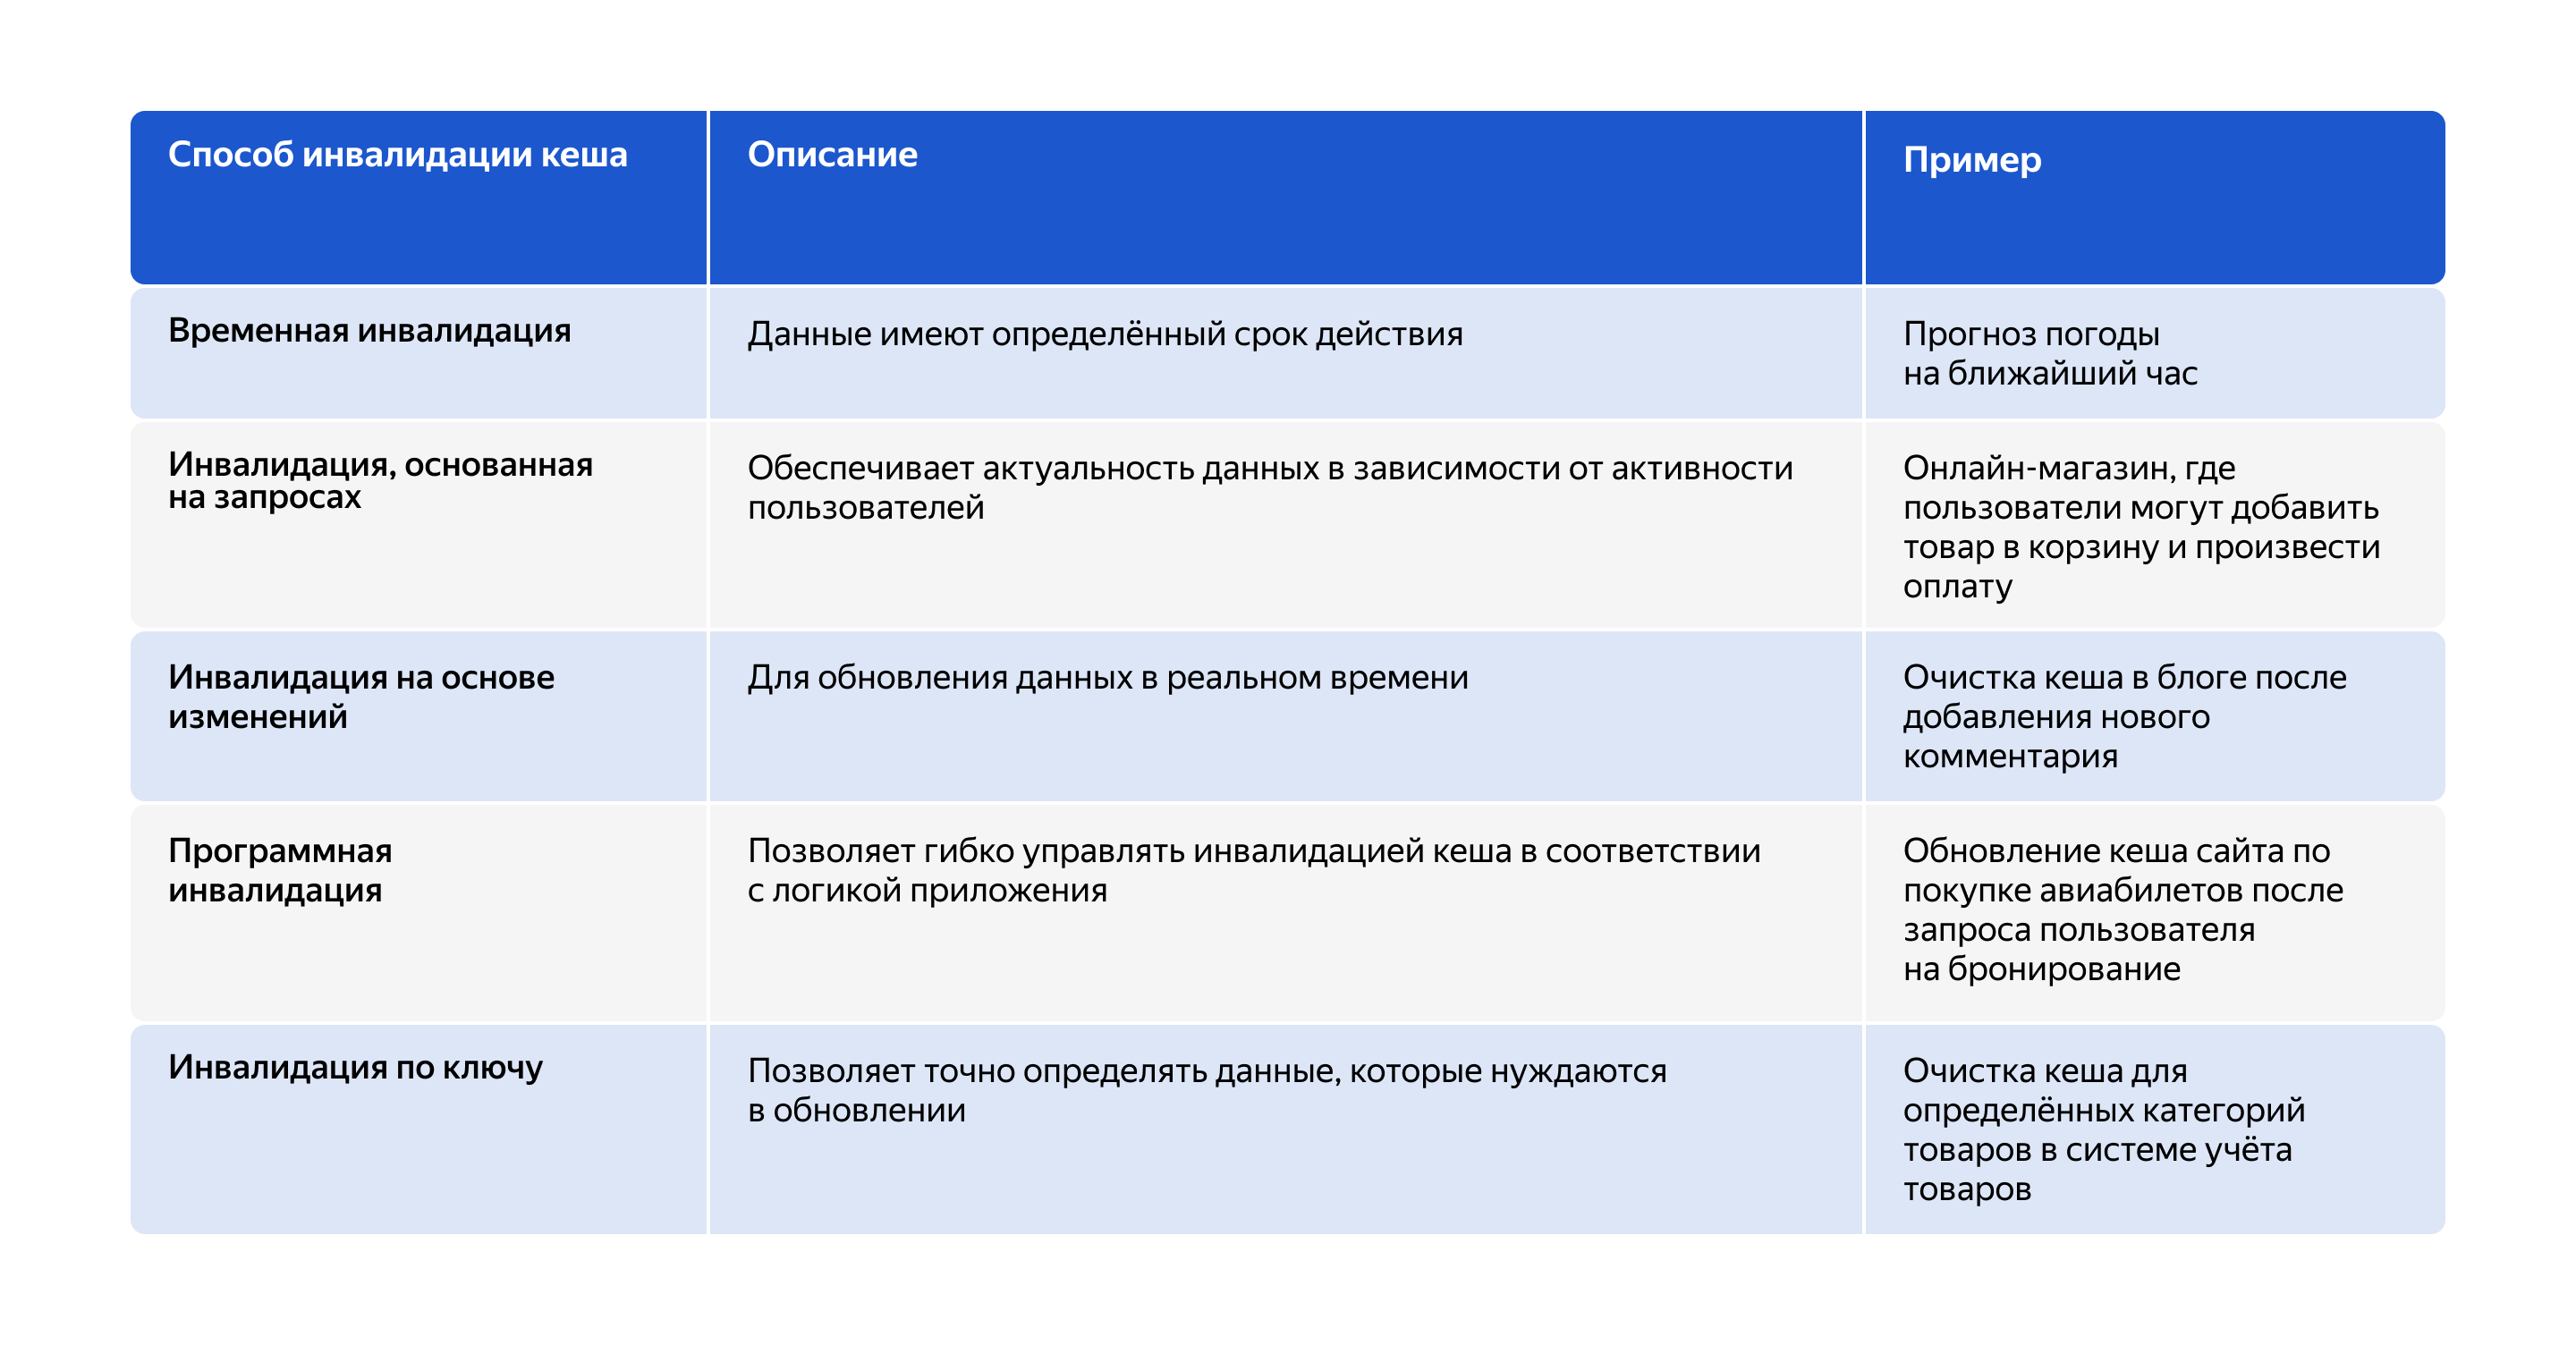 Способ инвалидации кеша
Описание
Пример
Временная инвалидация
Данные имеют определённый срок действия
Прогноз погоды
на ближайший час
Инвалидация, основанная
на запросах
Обеспечивает актуальность данных в зависимости от активности
пользователей
Онлайн-магазин, где
пользователи могут добавить
товар в корзину и произвести
оплату
Инвалидация на основе
изменений
Для обновления данных в реальном времени
Очистка кеша в блоге после
добавления нового
комментария
Программная
инвалидация
Позволяет гибко управлять инвалидацией кеша в соответствии
с логикой приложения
Обновление кеша сайта по
покупке авиабилетов после
запроса пользователя
на бронирование
Инвалидация по ключу
Позволяет точно определять данные, которые нуждаются
в обновлении
Очистка кеша для
определённых категорий
товаров в системе учёта
товаров